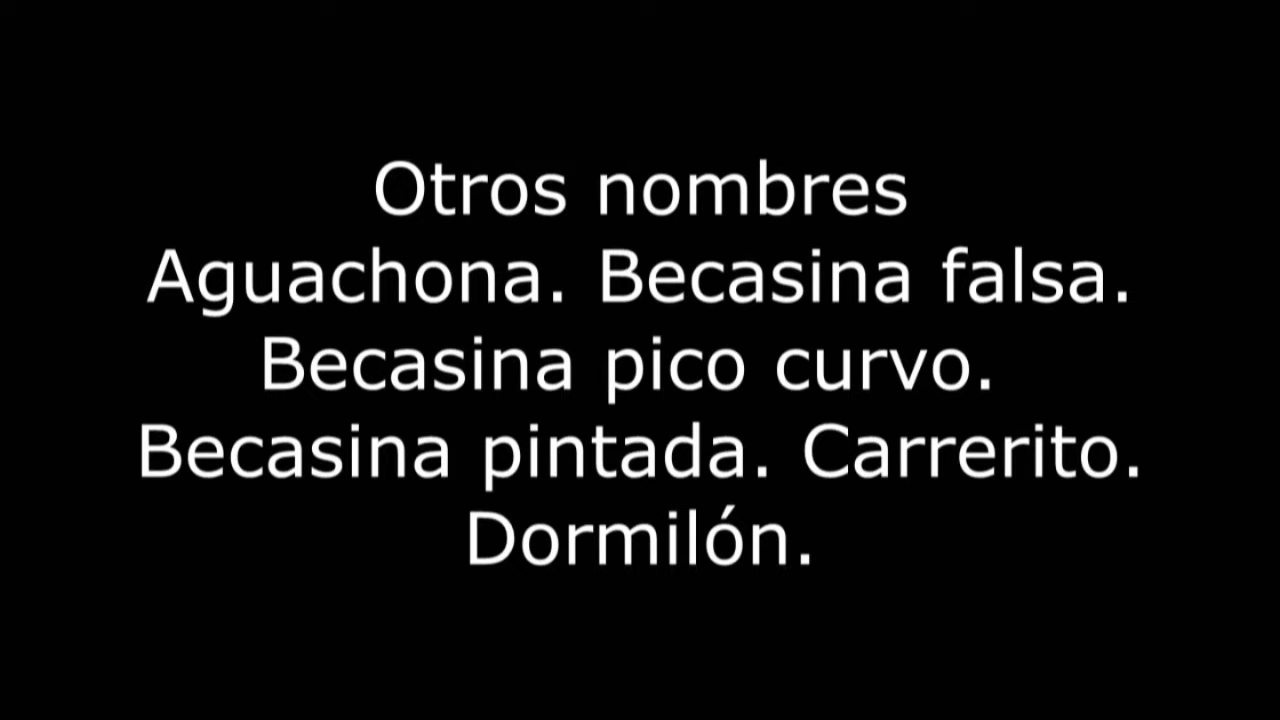 Otros nombres
Aguachona. Becasina falsa.
Becasina pico curvo.
Becasina pintada. Carrerito.
Dormilón.